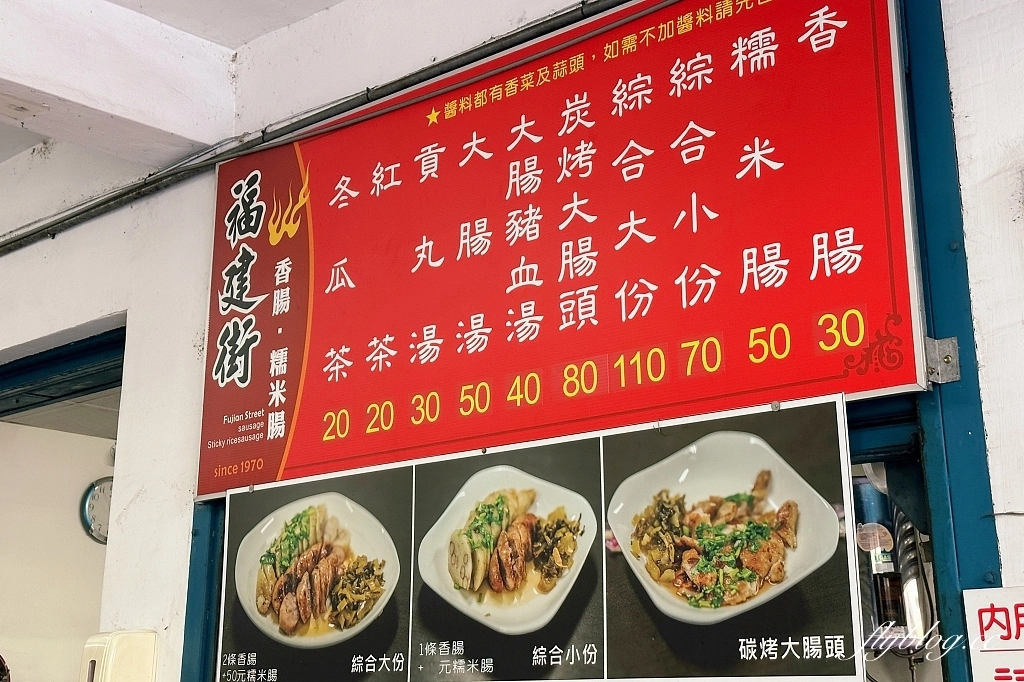 ★醬料都有香菜及蒜頭，如需不加醬料請先
香腸 30
糯米腸 50
綜合小份 70
綜合大份 110
炭烤大腸頭 80
大腸豬血湯 40
大腸湯 50
貢丸湯 30
紅茶 20
冬瓜茶 20
福建街
香腸．糯米腸
Fujian Street
sausage
Sticky ricesausage
since 1970
2條香腸
+50元糯米腸
綜合大份
1條香腸
+ 元糯米腸
綜合小份
碳烤大腸頭
內用